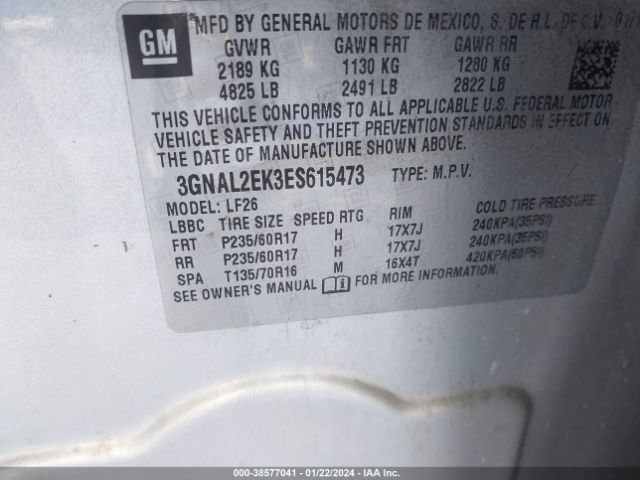 GM
MFD BY GENERAL MOTORS DE MEXICO, S. DE R.L. DE C.V.
GVWR GAWR FRT GAWR RR
2189 KG 1130 KG 1280 KG
4825 LB 2491 LB 2822 LB
THIS VEHICLE CONFORMS TO ALL APPLICABLE U.S. FEDERAL MOTOR
VEHICLE SAFETY AND THEFT PREVENTION STANDARDS IN EFFECT ON
THE DATE OF MANUFACTURE SHOWN ABOVE.
3GNAL2EK3ES615473 TYPE: M.P.V.
MODEL: LF26
LBBC TIRE SIZE SPEED RTG RIM COLD TIRE PRESSURE
FRT P235/60R17 H 17X7J 240KPA(35PSI)
RR P235/60R17 H 17X7J 240KPA(35PSI)
SPA T135/70R16 M 16X4T 420KPA(60PSI)
SEE OWNER'S MANUAL FOR MORE INFORMATION.
000-38577041 - 01/22/2024 - IAA Inc.